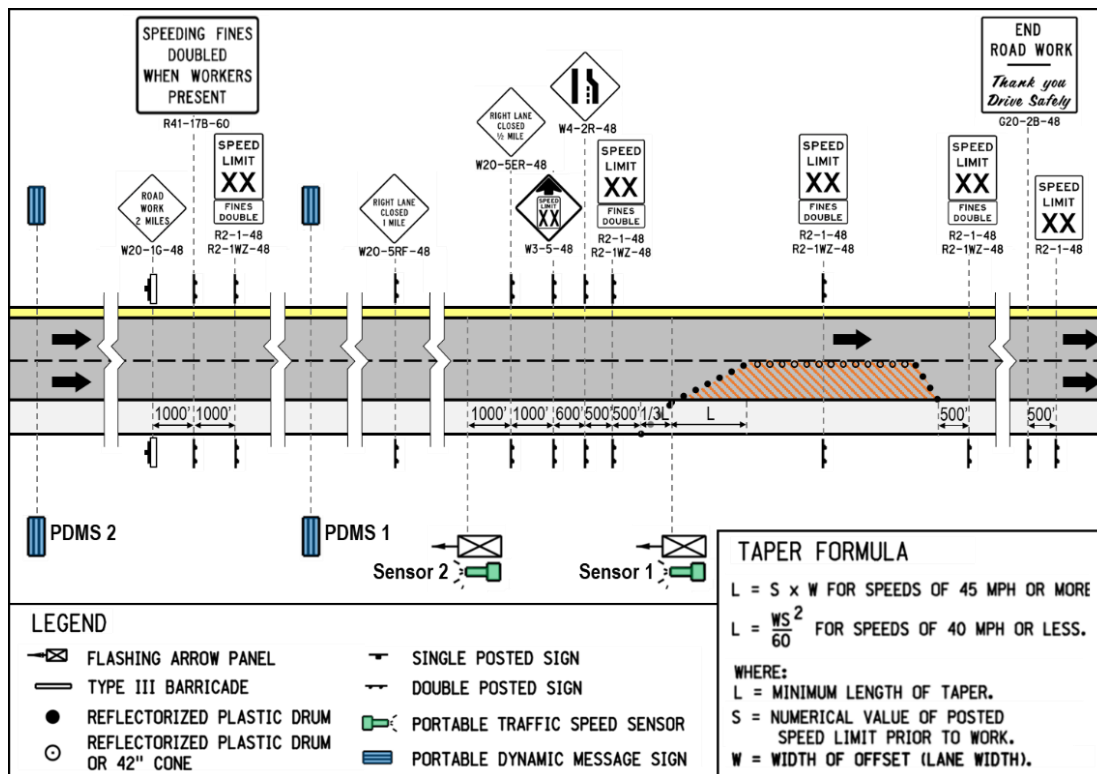 SPEEDING FINES
DOUBLED
WHEN WORKERS
PRESENT
R41-17B-60
END
ROAD WORK
Thank you
Drive Safely
G20-2B-48
W4-2R-48
RIGHT LANE
CLOSED
½ MILE
W20-5ER-48
SPEED
LIMIT
XX
FINES
DOUBLE
R2-1-48
R2-1WZ-48
ROAD
WORK
2 MILES
W20-1G-48
RIGHT LANE
CLOSED
1 MILE
W20-5RF-48
SPEED
LIMIT
XX
W3-5-48
SPEED
LIMIT
XX
FINES
DOUBLE
R2-1-48
R2-1WZ-48
SPEED
LIMIT
XX
FINES
DOUBLE
R2-1-48
R2-1WZ-48
SPEED
LIMIT
XX
FINES
DOUBLE
R2-1-48
R2-1WZ-48
SPEED
LIMIT
XX
R2-1-48
1000' 1000' 1000' 1000' 600' 500' 500' 1/3L L 500' 500'
PDMS 2
PDMS 1
Sensor 2
Sensor 1
LEGEND
FLASHING ARROW PANEL
TYPE III BARRICADE
REFLECTORIZED PLASTIC DRUM
REFLECTORIZED PLASTIC DRUM
OR 42" CONE
SINGLE POSTED SIGN
DOUBLE POSTED SIGN
PORTABLE TRAFFIC SPEED SENSOR
PORTABLE DYNAMIC MESSAGE SIGN
TAPER FORMULA
L = S x W FOR SPEEDS OF 45 MPH OR MORE
L = WS²/60 FOR SPEEDS OF 40 MPH OR LESS.
WHERE:
L = MINIMUM LENGTH OF TAPER.
S = NUMERICAL VALUE OF POSTED
SPEED LIMIT PRIOR TO WORK.
W = WIDTH OF OFFSET (LANE WIDTH).